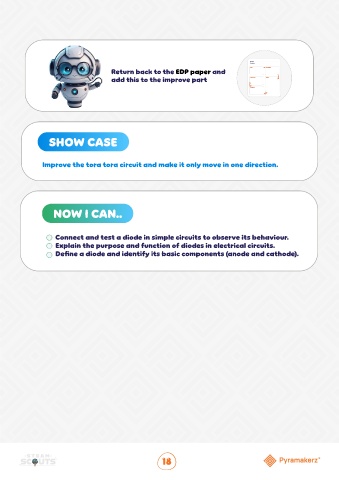 Return back to the EDP paper and
add this to the improve part
SHOW CASE
Improve the tora tora circuit and make it only move in one direction.
NOW I CAN..
Connect and test a diode in simple circuits to observe its behaviour.
Explain the purpose and function of diodes in electrical circuits.
Define a diode and identify its basic components (anode and cathode).
SCOUTS
18
Pyramakerz